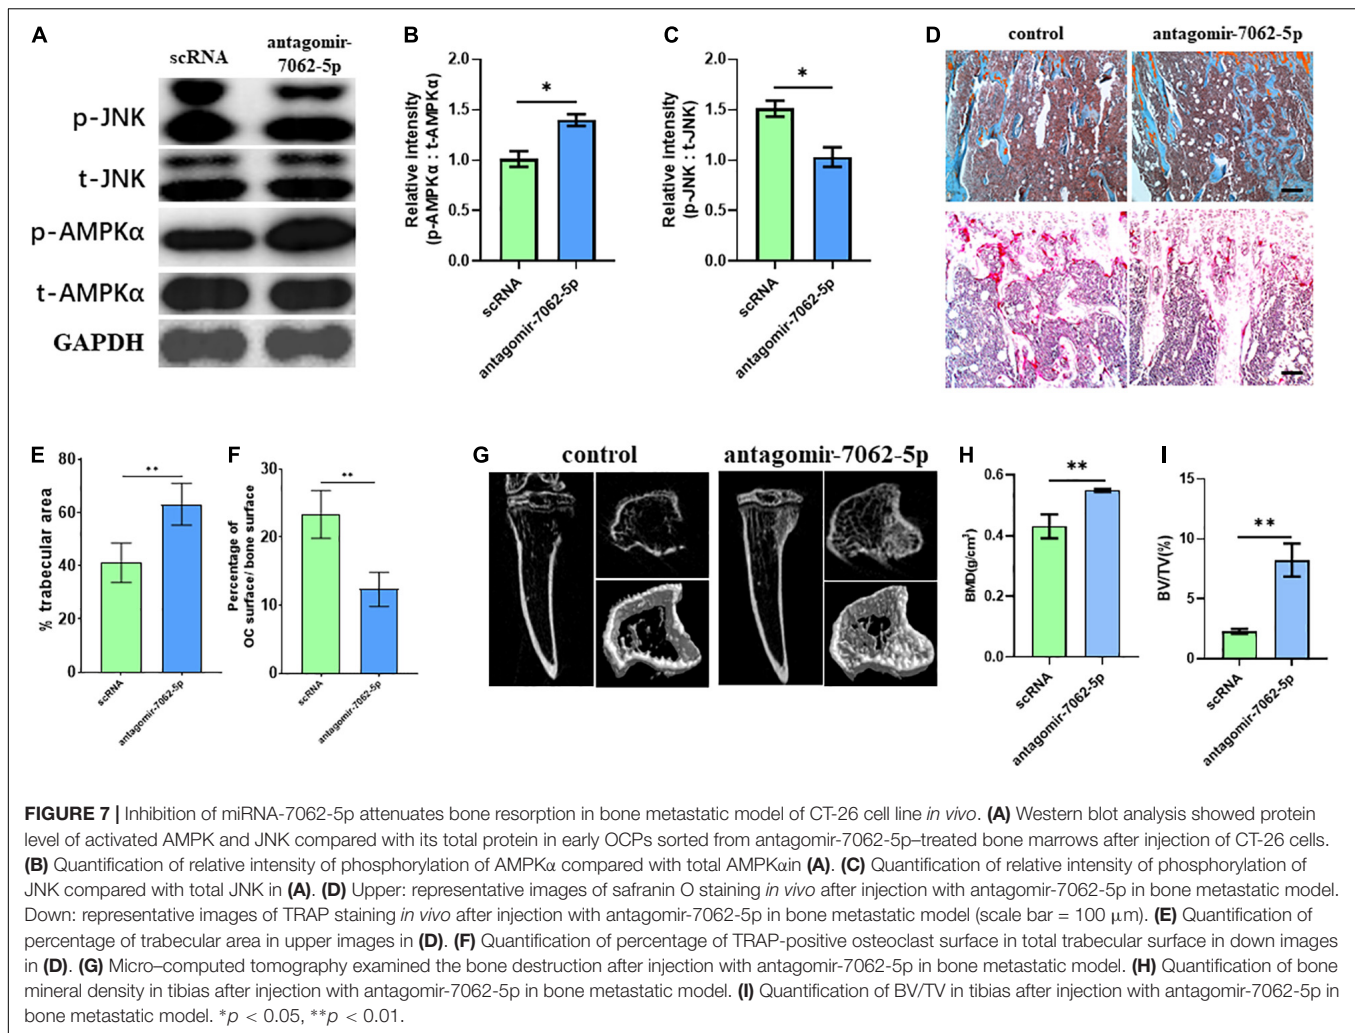 A
scRNA
antagomir-
7062-5p
p-JNK
t-JNK
p-AMPKα
t-AMPKα
GAPDH
B
Relative intensity
(p-AMPKα : t-AMPKα)
2.0
1.5
1.0
0.5
0.0
*
scRNA
antagomir-7062-5p
C
Relative intensity
(p-JNK : t-JNK)
2.0
1.5
1.0
0.5
0.0
*
scRNA
antagomir-7062-5p
D
control
antagomir-7062-5p
E
% trabecular area
80
60
40
20
0
**
scRNA
antagomir-7062-5p
F
Percentage of
OC surface/ bone surface
30
20
10
0
**
scRNA
antagomir-7062-5p
G
control
antagomir-7062-5p
H
BMD(g/cm³)
0.6
0.4
0.2
0.0
**
scRNA
antagomir-7062-5p
I
BV/TV(%)
15
10
5
0
**
scRNA
antagomir-7062-5p
FIGURE 7 | Inhibition of miRNA-7062-5p attenuates bone resorption in bone metastatic model of CT-26 cell line in vivo. (A) Western blot analysis showed protein
level of activated AMPK and JNK compared with its total protein in early OCPs sorted from antagomir-7062-5p–treated bone marrows after injection of CT-26 cells.
(B) Quantification of relative intensity of phosphorylation of AMPKα compared with total AMPKαin (A). (C) Quantification of relative intensity of phosphorylation of
JNK compared with total JNK in (A). (D) Upper: representative images of safranin O staining in vivo after injection with antagomir-7062-5p in bone metastatic model.
Down: representative images of TRAP staining in vivo after injection with antagomir-7062-5p in bone metastatic model (scale bar = 100 μm). (E) Quantification of
percentage of trabecular area in upper images in (D). (F) Quantification of percentage of TRAP-positive osteoclast surface in total trabecular surface in down images
in (D). (G) Micro–computed tomography examined the bone destruction after injection with antagomir-7062-5p in bone metastatic model. (H) Quantification of bone
mineral density in tibias after injection with antagomir-7062-5p in bone metastatic model. (I) Quantification of BV/TV in tibias after injection with antagomir-7062-5p in
bone metastatic model. *p < 0.05, **p < 0.01.